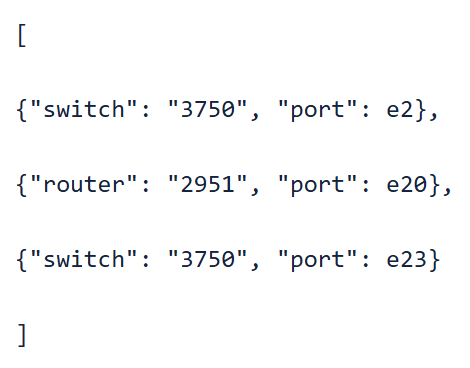 [
{"switch": "3750", "port": e2},
{"router": "2951", "port": e20},
{"switch": "3750", "port": e23}
]